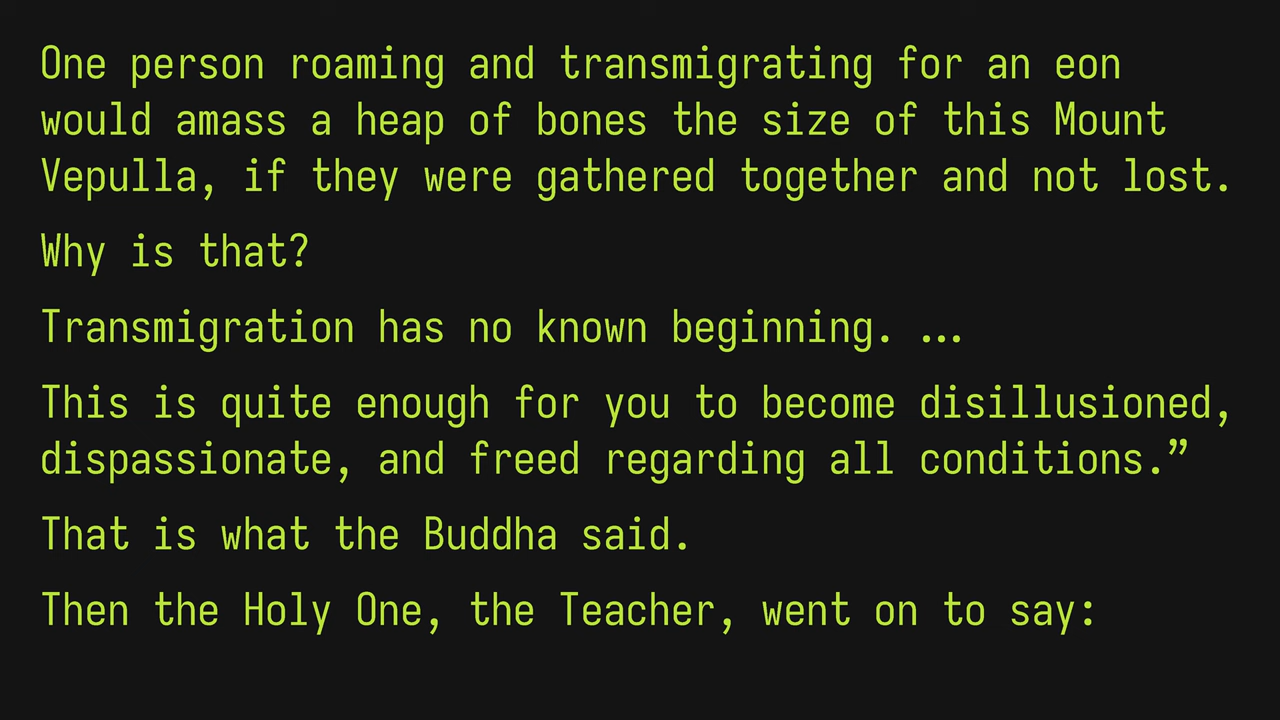 One person roaming and transmigrating for an eon
would amass a heap of bones the size of this Mount
Vepulla, if they were gathered together and not lost.
Why is that?
Transmigration has no known beginning. …
This is quite enough for you to become disillusioned,
dispassionate, and freed regarding all conditions.”
That is what the Buddha said.
Then the Holy One, the Teacher, went on to say: